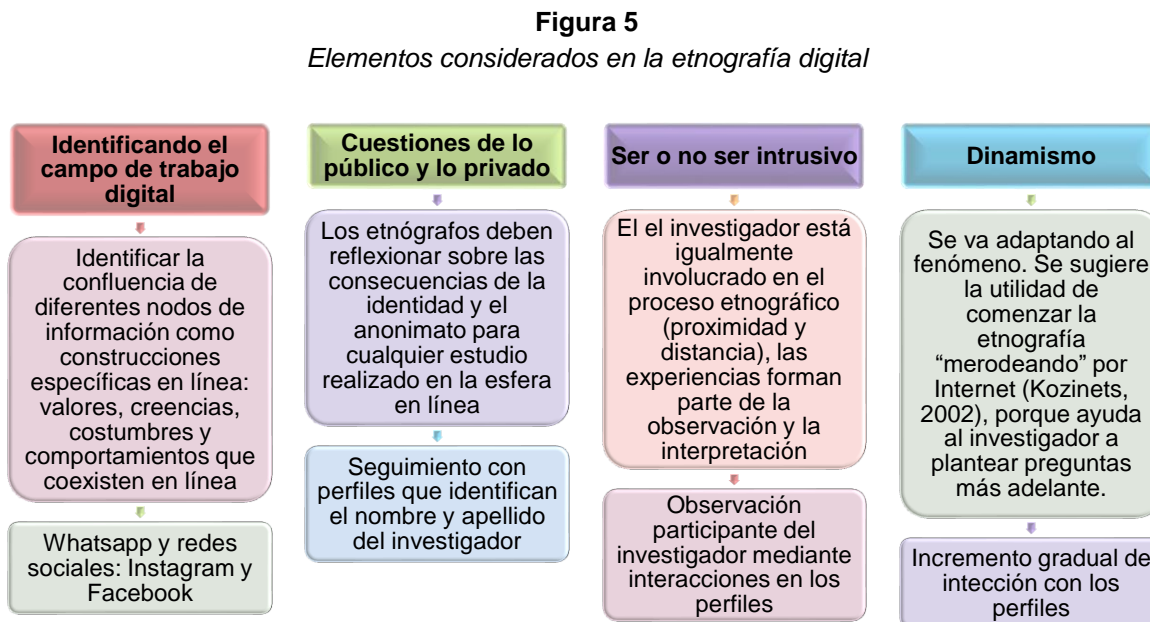 Figura 5
Elementos considerados en la etnografía digital
Identificando el
campo de trabajo
digital
Identificar la
confluencia de
diferentes nodos de
información como
construcciones
específicas en línea:
valores, creencias,
costumbres y
comportamientos que
coexisten en línea
Whatsapp y redes
sociales: Instagram y
Facebook
Cuestiones de lo
público y lo privado
Los etnógrafos deben
reflexionar sobre las
consecuencias de la
identidad y el
anonimato para
cualquier estudio
realizado en la esfera
en línea
Seguimiento con
perfiles que identifican
el nombre y apellido
del investigador
Ser o no ser intrusivo
El el investigador está
igualmente
involucrado en el
proceso etnográfico
(proximidad y
distancia), las
experiencias forman
parte de la
observación y la
interpretación
Observación
participante del
investigador mediante
interacciones en los
perfiles
Dinamismo
Se va adaptando al
fenómeno. Se sugiere
la utilidad de
comenzar la
etnografía
“merodeando” por
Internet (Kozinets,
2002), porque ayuda
al investigador a
plantear preguntas
más adelante.
Incremento gradual de
intección con los
perfiles